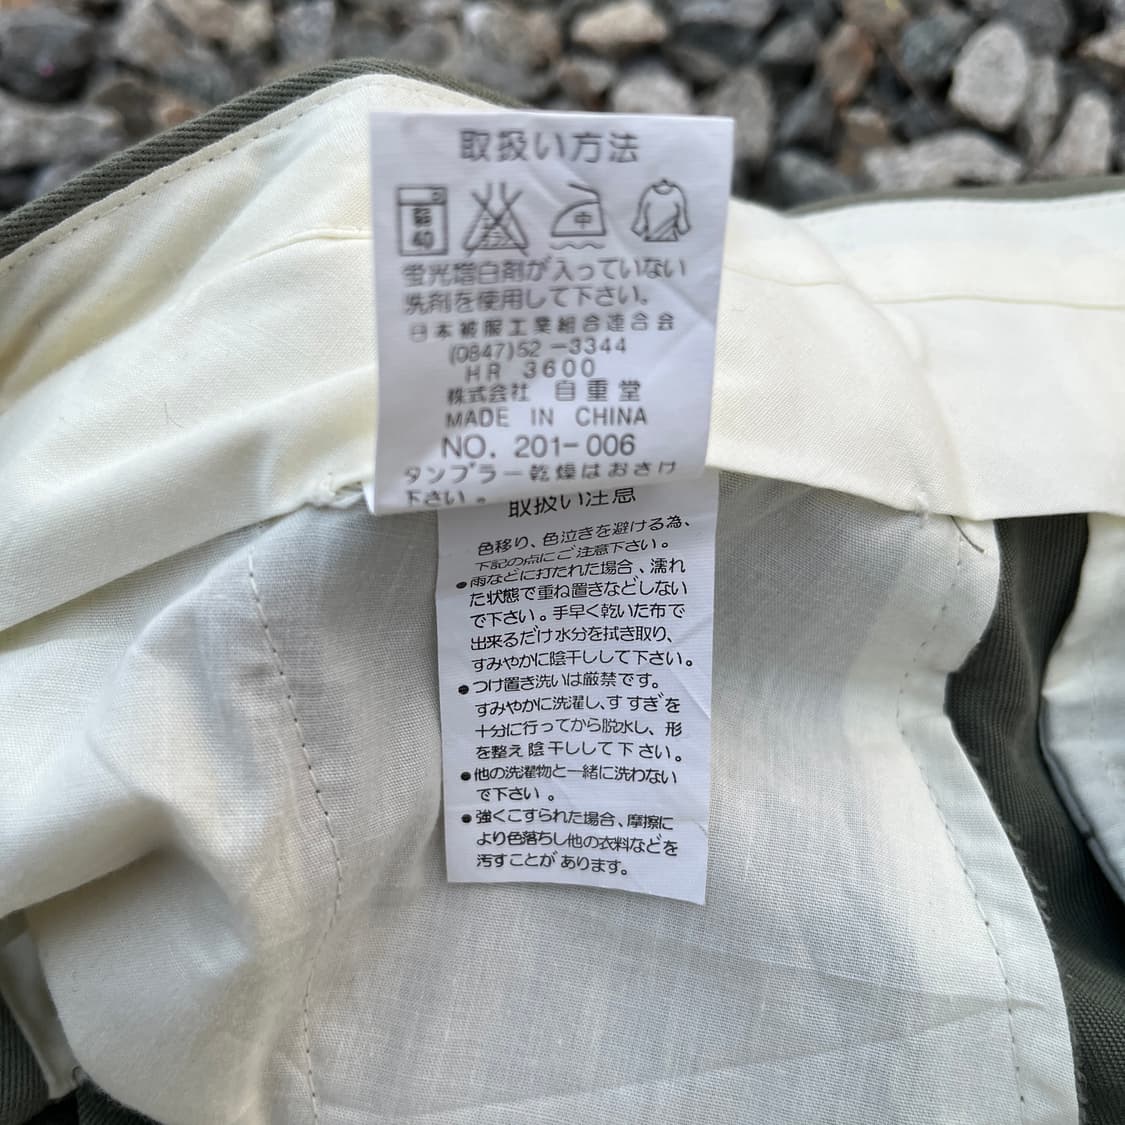 取扱い方法
弱
40
中
蛍光増白剤が入っていない
洗剤を使用して下さい。
日本被服工業組合連合会
(0847)52-3344
HR 3600
株式会社 自重堂
MADE IN CHINA
NO. 201-006
タンブラー乾燥はおさけ
下さい。
取扱い注意
色移り、色泣きを避ける為、
下記の点にご注意下さい。
●雨などに打たれた場合、濡れ
た状態で重ね置きなどしない
で下さい。手早く乾いた布で
出来るだけ水分を拭き取り、
すみやかに陰干しして下さい。
●つけ置き洗いは厳禁です。
すみやかに洗濯し、すすぎを
十分に行ってから脱水し、形
を整え陰干しして下さい。
●他の洗濯物と一緒に洗わない
で下さい。
●強くこすられた場合、摩擦に
より色落ちし他の衣料などを
汚すことがあります。